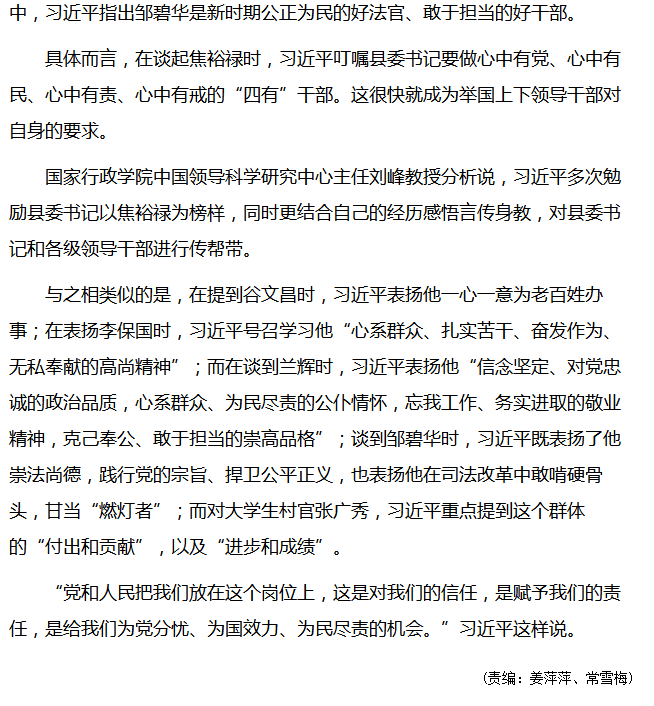 中，习近平指出邹碧华是新时期公正为民的好法官、敢于担当的好干部。
具体而言，在谈起焦裕禄时，习近平叮嘱县委书记要做心中有党、心中有
民、心中有责、心中有戒的“四有”干部。这很快就成为举国上下领导干部对
自身的要求。
国家行政学院中国领导科学研究中心主任刘峰教授分析说，习近平多次勉
励县委书记以焦裕禄为榜样，同时更结合自己的经历感悟言传身教，对县委书
记和各级领导干部进行传帮带。
与之相类似的是，在提到谷文昌时，习近平表扬他一心一意为老百姓办
事；在表扬李保国时，习近平号召学习他“心系群众、扎实苦干、奋发作为、
无私奉献的高尚精神”；而在谈到兰辉时，习近平表扬他“信念坚定、对党忠
诚的政治品质，心系群众、为民尽责的公仆情怀，忘我工作、务实进取的敬业
精神，克己奉公、敢于担当的崇高品格”；谈到邹碧华时，习近平既表扬了他
崇法尚德，践行党的宗旨、捍卫公平正义，也表扬他在司法改革中敢啃硬骨
头，甘当“燃灯者”；而对大学生村官张广秀，习近平重点提到这个群体
的“付出和贡献”，以及“进步和成绩”。
“党和人民把我们放在这个岗位上，这是对我们的信任，是赋予我们的责
任，是给我们为党分忧、为国效力、为民尽责的机会。”习近平这样说。
(责编：姜萍萍、常雪梅)